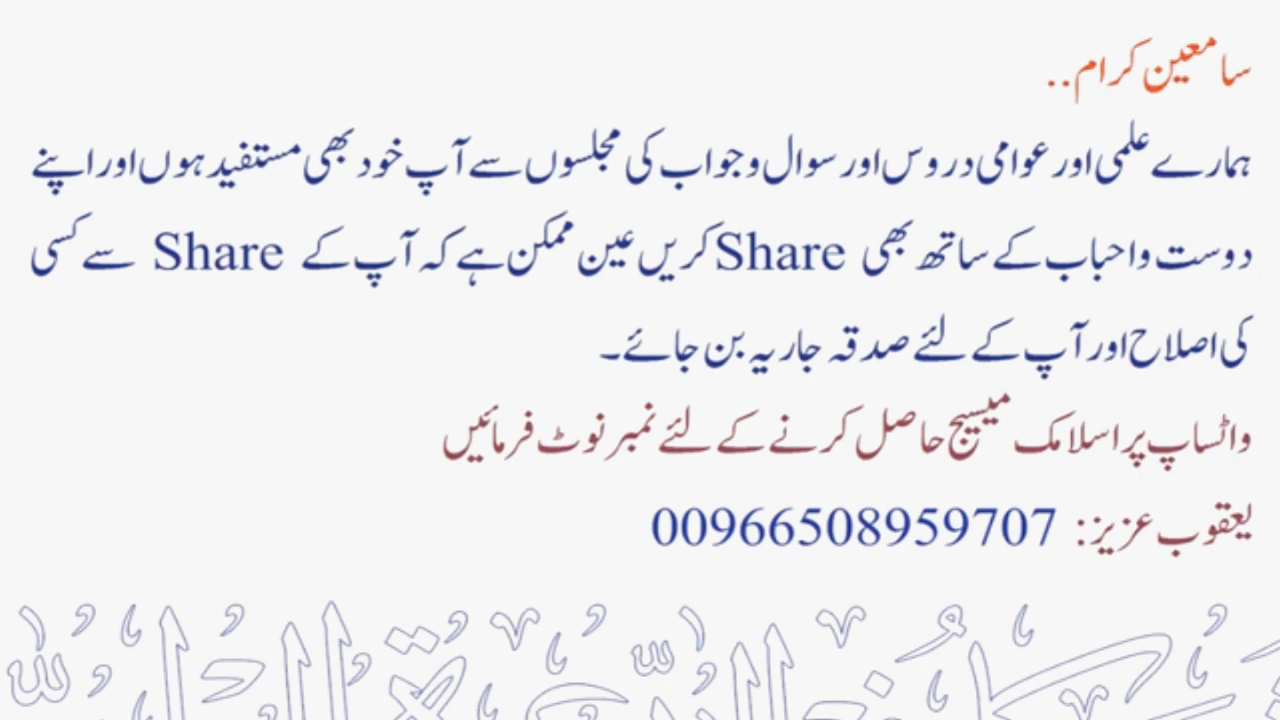 سامعین کرام..
ہمارے علمی اور عوامی دروس اور سوال وجواب کی مجلسوں سے آپ خود بھی مستفید ہوں اور اپنے
دوست واحباب کے ساتھ بھی Share کریں عین ممکن ہے کہ آپ کے Share سے کسی
کی اصلاح اور آپ کے لئے صدقہ جاریہ بن جائے۔
واٹساپ پر اسلامک میسیج حاصل کرنے کے لئے نمبر نوٹ فرمائیں
یعقوب عزیز: 00966508959707